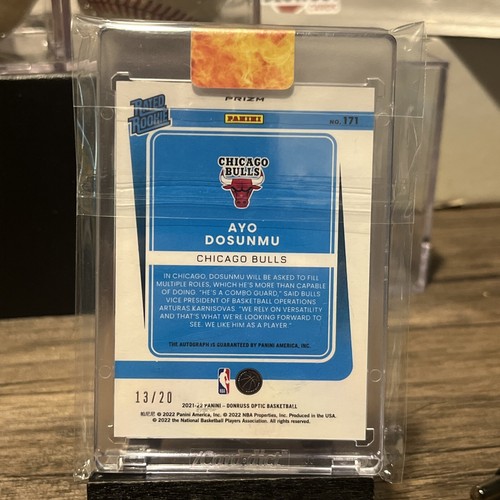 RATED
ROOKIE
PRIZM
PANINI
NO. 171
CHICAGO
BULLS
AYO
DOSUNMU
CHICAGO BULLS
IN CHICAGO, DOSUNMU WILL BE ASKED TO FILL
MULTIPLE ROLES, WHICH HE'S MORE THAN CAPABLE
OF DOING. "HE'S A COMBO GUARD," SAID BULLS
VICE PRESIDENT OF BASKETBALL OPERATIONS
ARTURAS KARNISOVAS. "WE RELY ON VERSATILITY
AND THAT'S WHAT WE'RE LOOKING FORWARD TO
SEE. WE LIKE HIM AS A PLAYER."
THE AUTOGRAPH IS GUARANTEED BY PANINI AMERICA, INC.
13/20
2021-22 PANINI - DONRUSS OPTIC BASKETBALL
© 2022 Panini America, Inc. © 2022 NBA Properties, Inc. Produced in the USA.
© 2022 the National Basketball Players Association. All rights reserved.